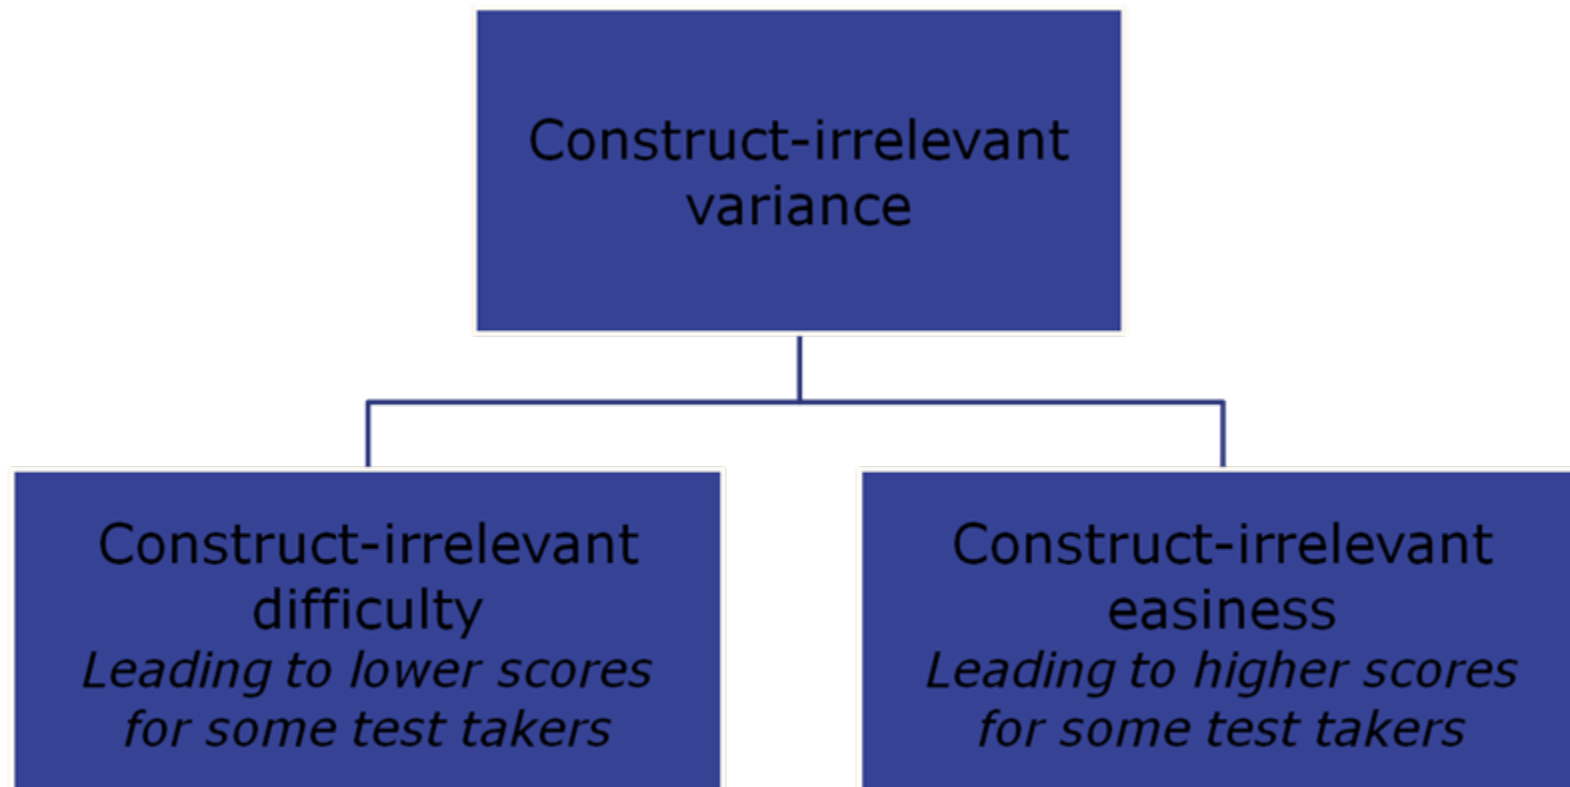 Construct-irrelevant
variance
Construct-irrelevant
difficulty
Leading to lower scores
for some test takers
Construct-irrelevant
easiness
Leading to higher scores
for some test takers